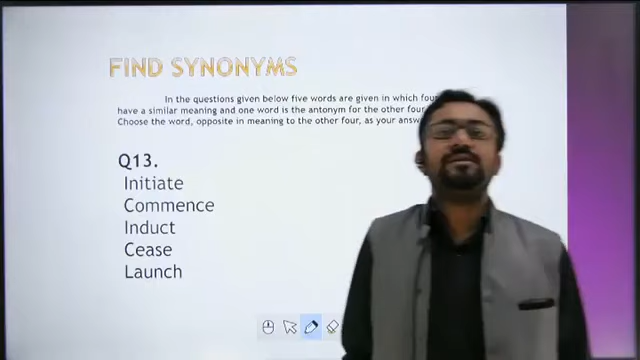 FIND SYNONYMS
In the questions given below five words are given in which four
have a similar meaning and one word is the antonym for the other four
Choose the word, opposite in meaning to the other four, as your
Q13.
Initiate
Commence
Induct
Cease
Launch